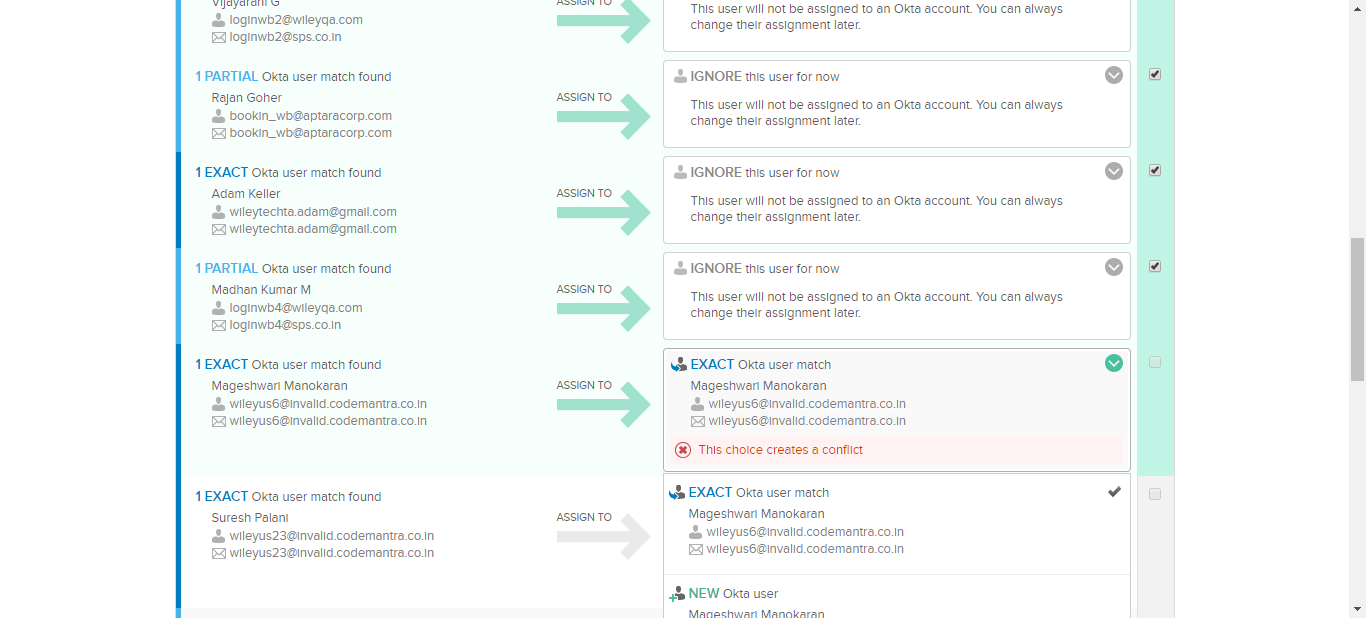 Vijayarani G
ASSIGN TO
This user will not be assigned to an Okta account. You can always
loginwb2@wileyqa.com
change their assignment later.
loginwb2@sps.co.in
1 PARTIAL Okta user match found
IGNORE this user for now
Rajan Goher
ASSIGN TO
This user will not be assigned to an Okta account. You can always
bookin_wb@aptaracorp.com
change their assignment later.
bookin_wb@aptaracorp.com
1 EXACT Okta user match found
IGNORE this user for now
Adam Keller
ASSIGN TO
This user will not be assigned to an Okta account. You can always
wileytechta.adam@gmail.com
change their assignment later.
wileytechta.adam@gmail.com
1 PARTIAL Okta user match found
IGNORE this user for now
Madhan Kumar M
ASSIGN TO
This user will not be assigned to an Okta account. You can always
loginwb4@wileyqa.com
change their assignment later.
loginwb4@sps.co.in
1 EXACT Okta user match found
EXACT Okta user match
Mageshwari Manokaran
ASSIGN TO
Mageshwari Manokaran
wileyus6@invalid.codemantra.co.in
wileyus6@invalid.codemantra.co.in
wileyus6@invalid.codemantra.co.in
wileyus6@invalid.codemantra.co.in
This choice creates a conflict
1 EXACT Okta user match found
EXACT Okta user match
Suresh Palani
ASSIGN TO
Mageshwari Manokaran
wileyus23@invalid.codemantra.co.in
wileyus6@invalid.codemantra.co.in
wileyus23@invalid.codemantra.co.in
wileyus6@invalid.codemantra.co.in
NEW Okta user
Mageshwari Manokaran